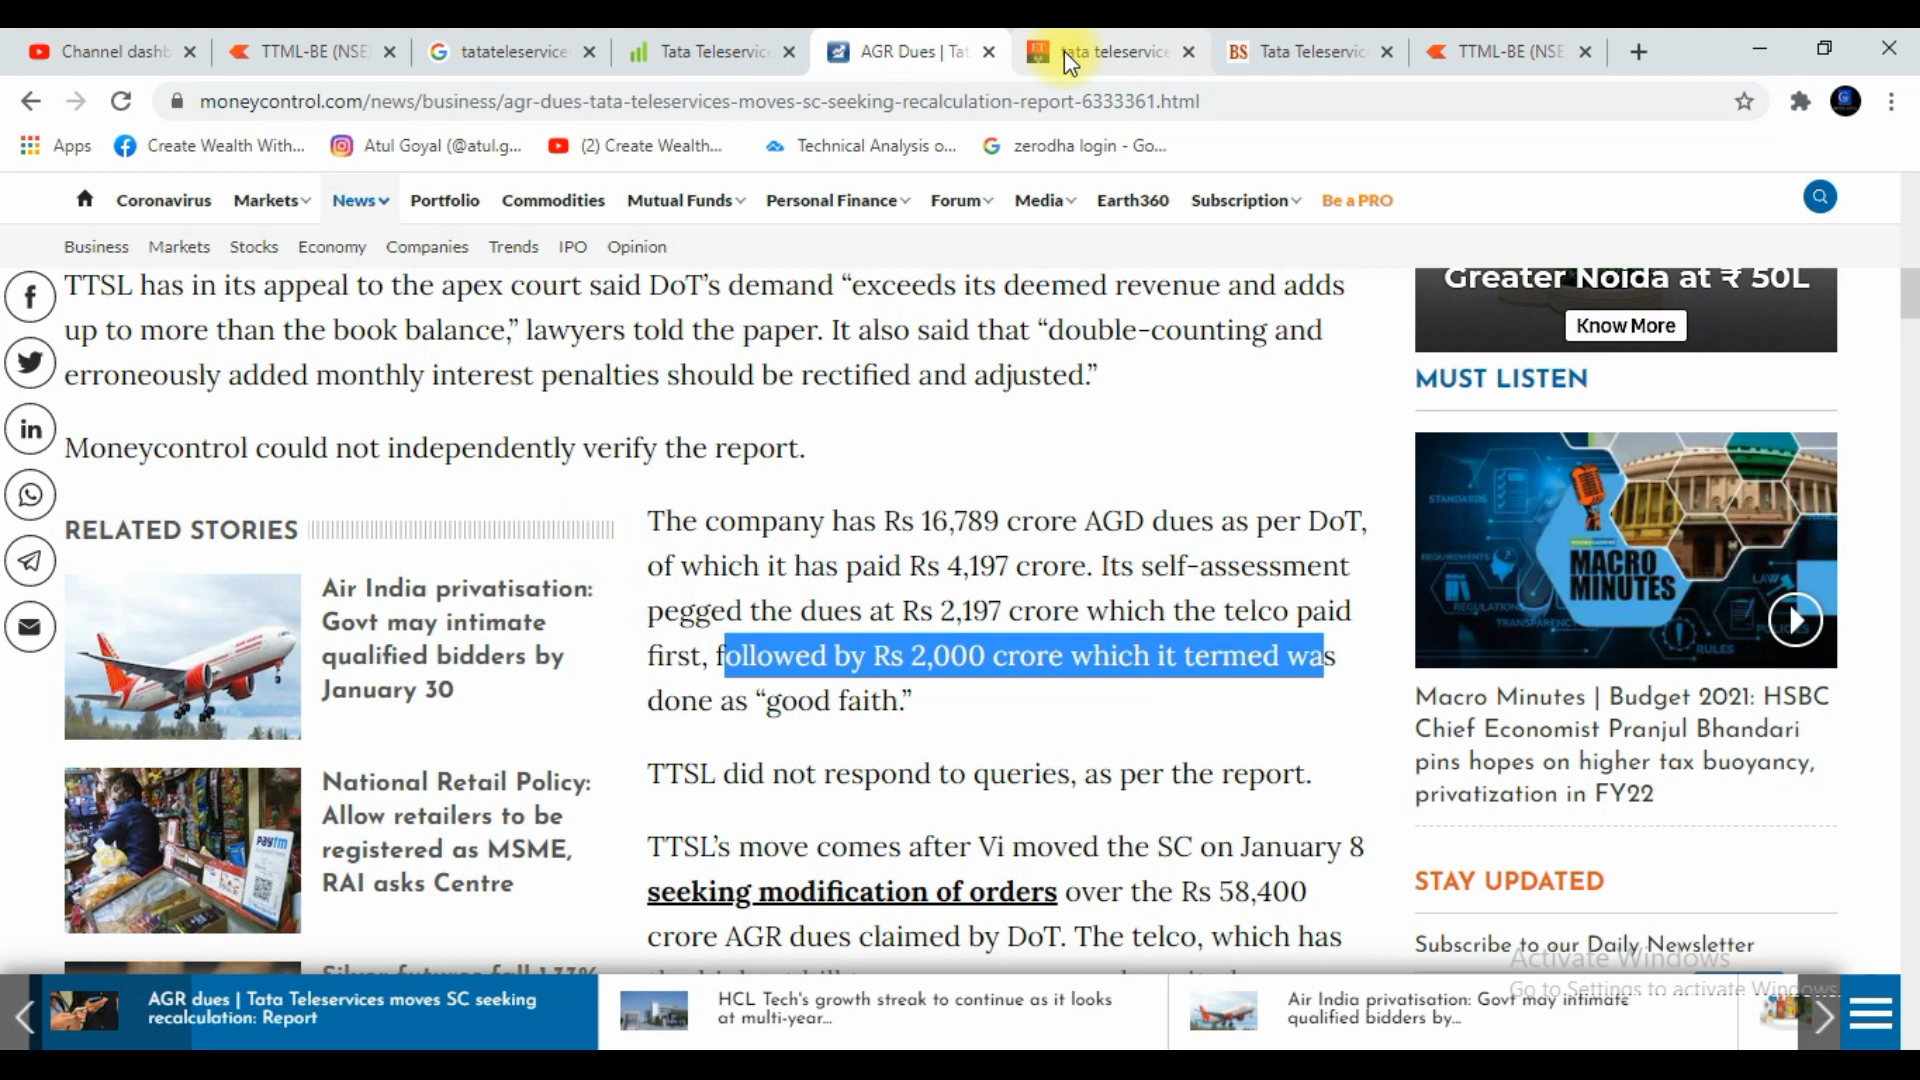 Channel dashb
TTML-BE (NSE
tatateleservice
Tata Teleservic
AGR Dues | Tat
tata teleservice
BS Tata Teleservic
TTML-BE (NSE
moneycontrol.com/news/business/agr-dues-tata-teleservices-moves-sc-seeking-recalculation-report-6333361.html
Apps
Create Wealth With...
Atul Goyal (@atul.g...
(2) Create Wealth...
Technical Analysis o...
zerodha login - Go...
Coronavirus Markets News Portfolio Commodities Mutual Funds Personal Finance Forum Media Earth360 Subscription Be a PRO
Business Markets Stocks Economy Companies Trends IPO Opinion
TTSL has in its appeal to the apex court said DoT’s demand “exceeds its deemed revenue and adds
up to more than the book balance,” lawyers told the paper. It also said that “double-counting and
erroneously added monthly interest penalties should be rectified and adjusted.”
Moneycontrol could not independently verify the report.
RELATED STORIES
Air India privatisation:
Govt may intimate
qualified bidders by
January 30
paytm
National Retail Policy:
Allow retailers to be
registered as MSME,
RAI asks Centre
Silver futures fall 1.33%
The company has Rs 16,789 crore AGD dues as per DoT,
of which it has paid Rs 4,197 crore. Its self-assessment
pegged the dues at Rs 2,197 crore which the telco paid
first, followed by Rs 2,000 crore which it termed was
done as “good faith.”
TTSL did not respond to queries, as per the report.
TTSL’s move comes after Vi moved the SC on January 8
seeking modification of orders over the Rs 58,400
crore AGR dues claimed by DoT. The telco, which has
Greater Noida at ₹ 50L
Know More
MUST LISTEN
STANDARDS
REQUIREMENTS
REGULATIONS
TRANSPARENCY
LAW
RULES
moneycontrol
MACRO
MINUTES
Macro Minutes | Budget 2021: HSBC
Chief Economist Pranjul Bhandari
pins hopes on higher tax buoyancy,
privatization in FY22
STAY UPDATED
Subscribe to our Daily Newsletter
Activate Windows
Go to Settings to activate Windows.
AGR dues | Tata Teleservices moves SC seeking
recalculation: Report
HCL Tech's growth streak to continue as it looks
at multi-year...
Air India privatisation: Govt may intimate
qualified bidders by...